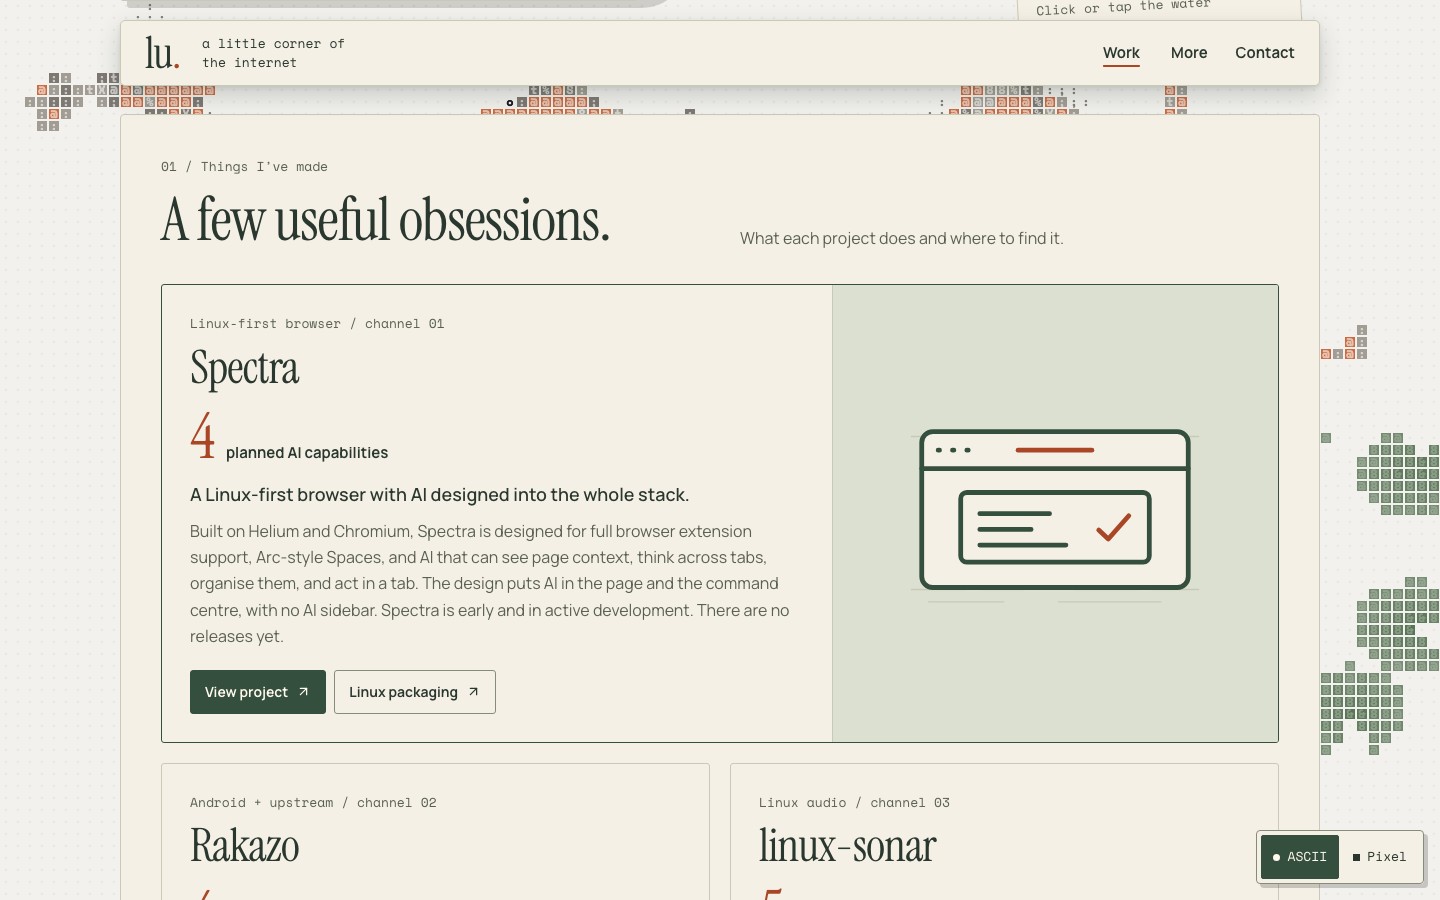 Click or tap the water
lu.
a little corner of
the internet
Work
More
Contact
01 / Things I've made
A few useful obsessions.
What each project does and where to find it.
Linux-first browser / channel 01
Spectra
4 planned AI capabilities
A Linux-first browser with AI designed into the whole stack.
Built on Helium and Chromium, Spectra is designed for full browser extension
support, Arc-style Spaces, and AI that can see page context, think across tabs,
organise them, and act in a tab. The design puts AI in the page and the command
centre, with no AI sidebar. Spectra is early and in active development. There are no
releases yet.
View project
Linux packaging
Android + upstream / channel 02
Rakazo
Linux audio / channel 03
linux-sonar
ASCII
Pixel